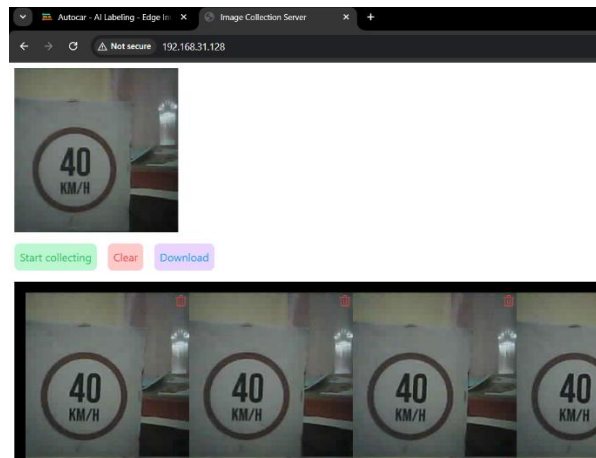 Autocar - AI Labeling - Edge Im
Image Collection Server
Not secure 192.168.31.128
40
KM/H
Start collecting
Clear
Download
40
KM/H
40
KM/H
40
KM/H
40
KM/H